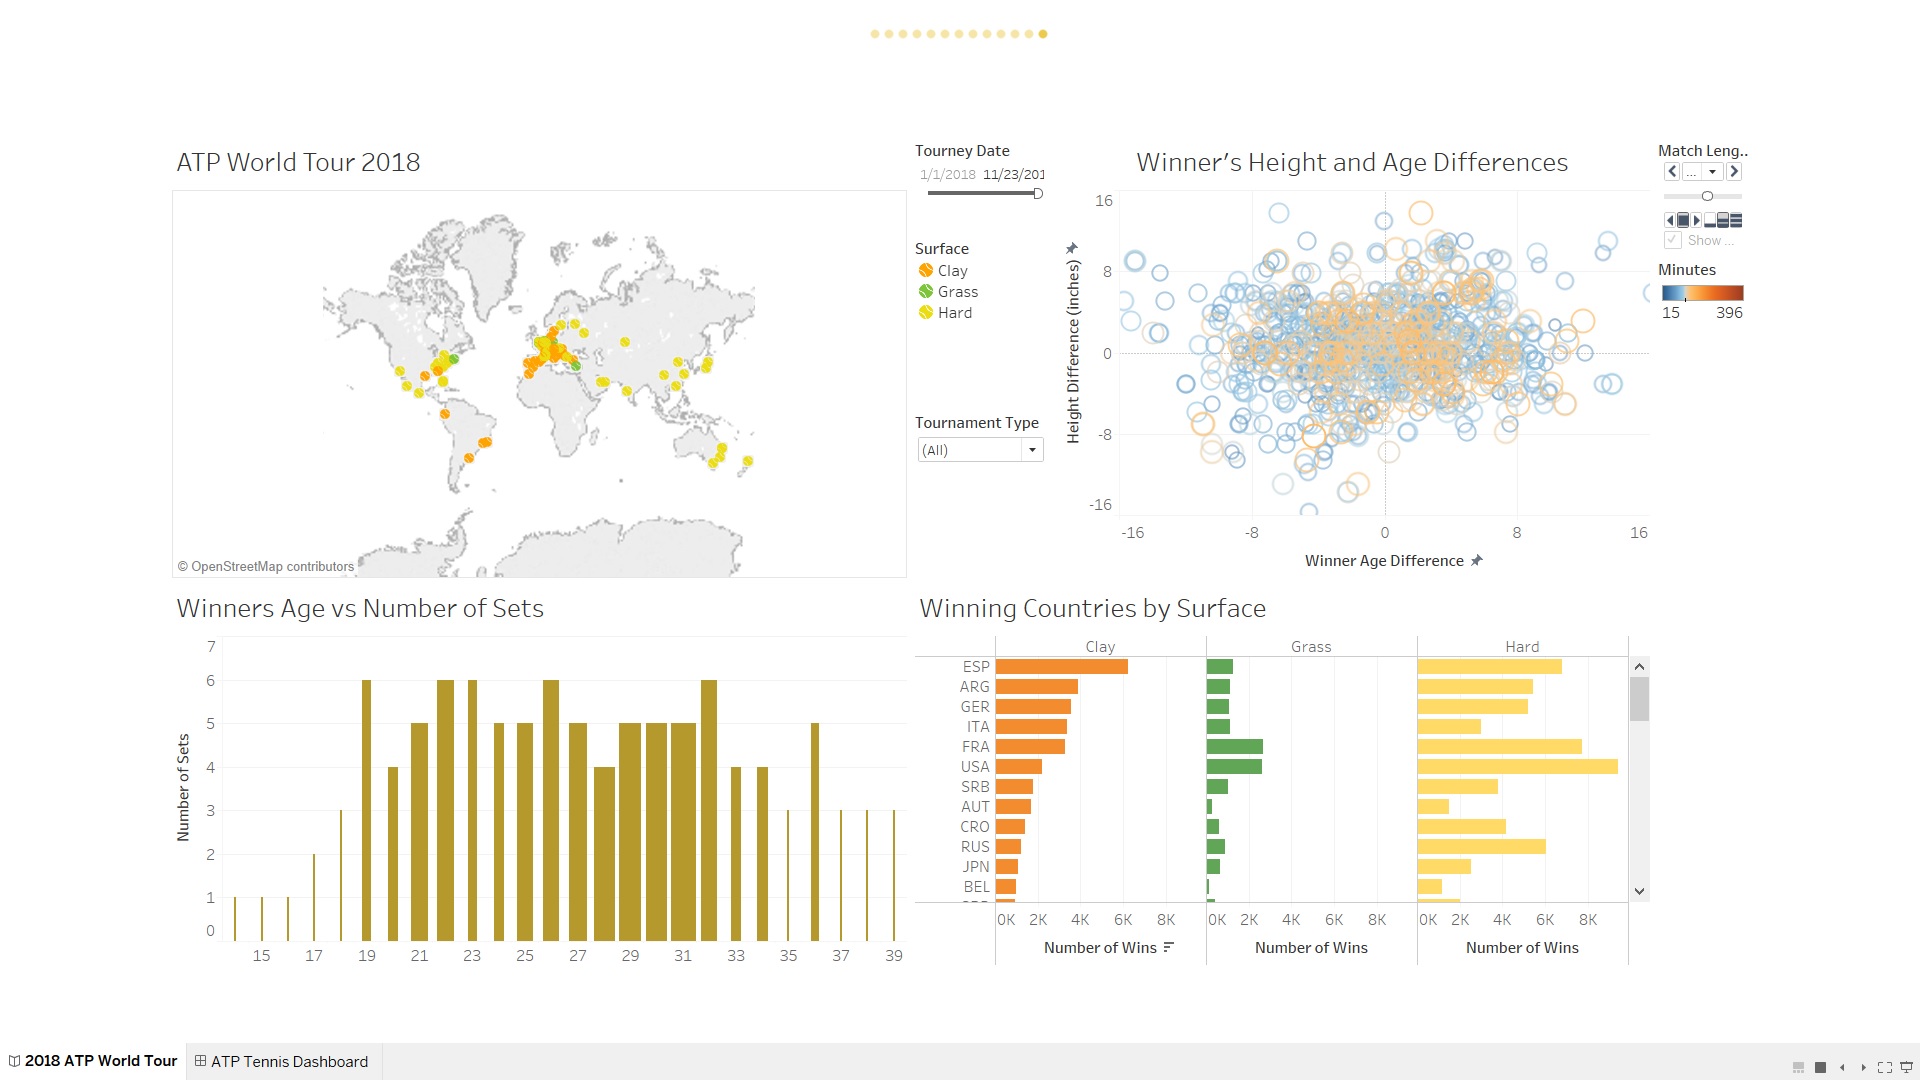 ATP World Tour 2018
© OpenStreetMap contributors
Tourney Date
1/1/2018 11/23/201
Surface
Clay
Grass
Hard
Tournament Type
(All)
Winner's Height and Age Differences
Height Difference (inches)
16
8
0
-8
-16
-16 -8 0 8 16
Winner Age Difference
Match Leng..
...
Show ...
Minutes
15 396
Winners Age vs Number of Sets
Number of Sets
7
6
5
4
3
2
1
0
15 17 19 21 23 25 27 29 31 33 35 37 39
Winning Countries by Surface
Clay Grass Hard
ESP
ARG
GER
ITA
FRA
USA
SRB
AUT
CRO
RUS
JPN
BEL
0K 2K 4K 6K 8K 0K 2K 4K 6K 8K 0K 2K 4K 6K 8K
Number of Wins Number of Wins Number of Wins
2018 ATP World Tour ATP Tennis Dashboard